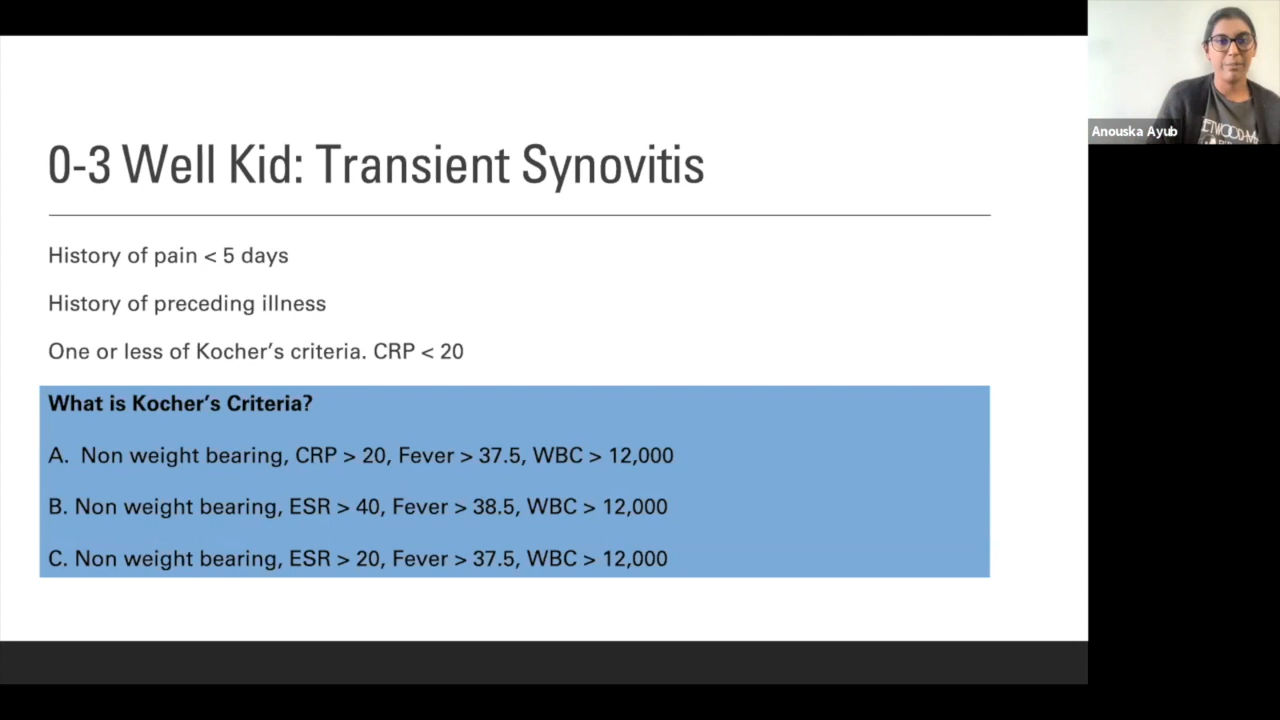 0-3 Well Kid: Transient Synovitis
History of pain < 5 days
History of preceding illness
One or less of Kocher's criteria. CRP < 20
What is Kocher's Criteria?
A. Non weight bearing, CRP > 20, Fever > 37.5, WBC > 12,000
B. Non weight bearing, ESR > 40, Fever > 38.5, WBC > 12,000
C. Non weight bearing, ESR > 20, Fever > 37.5, WBC > 12,000
Anouska Ayub